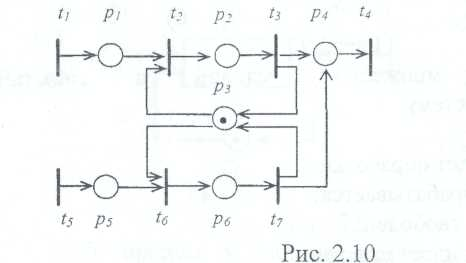 t1 p1 t2 p2 t3 p4 t4
p3
t5 p5 t6 p6 t7
Рис. 2.10